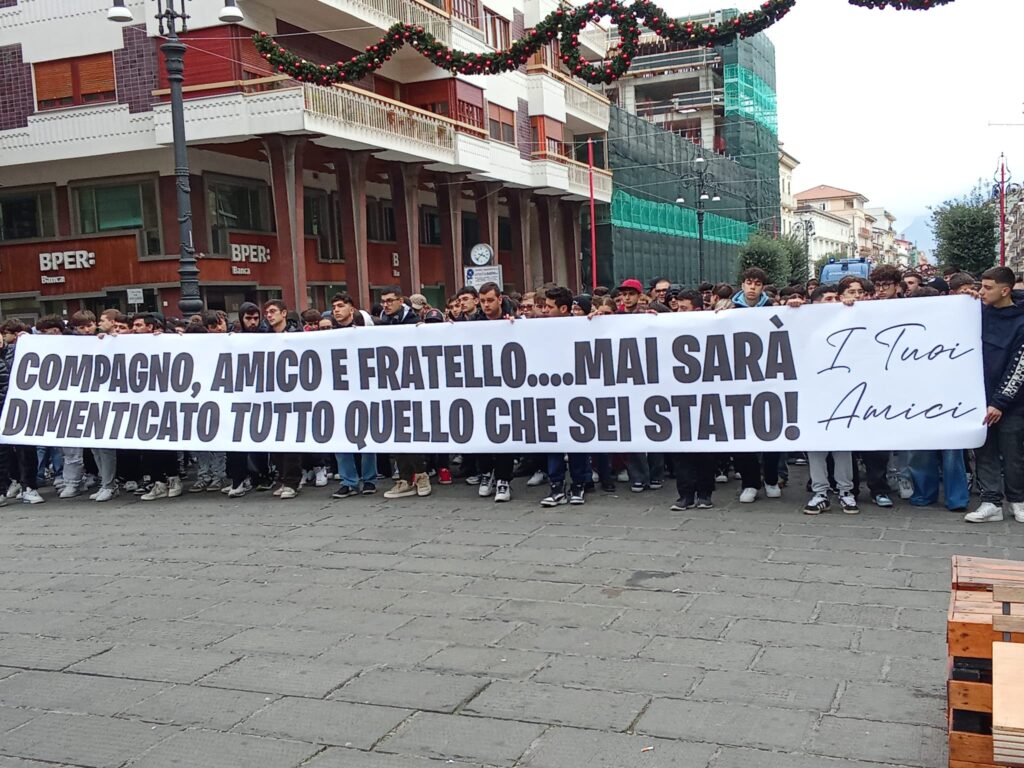 BPER:
Banca
BPER:
Banca
COMPAGNO, AMICO E FRATELLO....MAI SARÀ
DIMENTICATO TUTTO QUELLO CHE SEI STATO!
I Tuoi
Amici